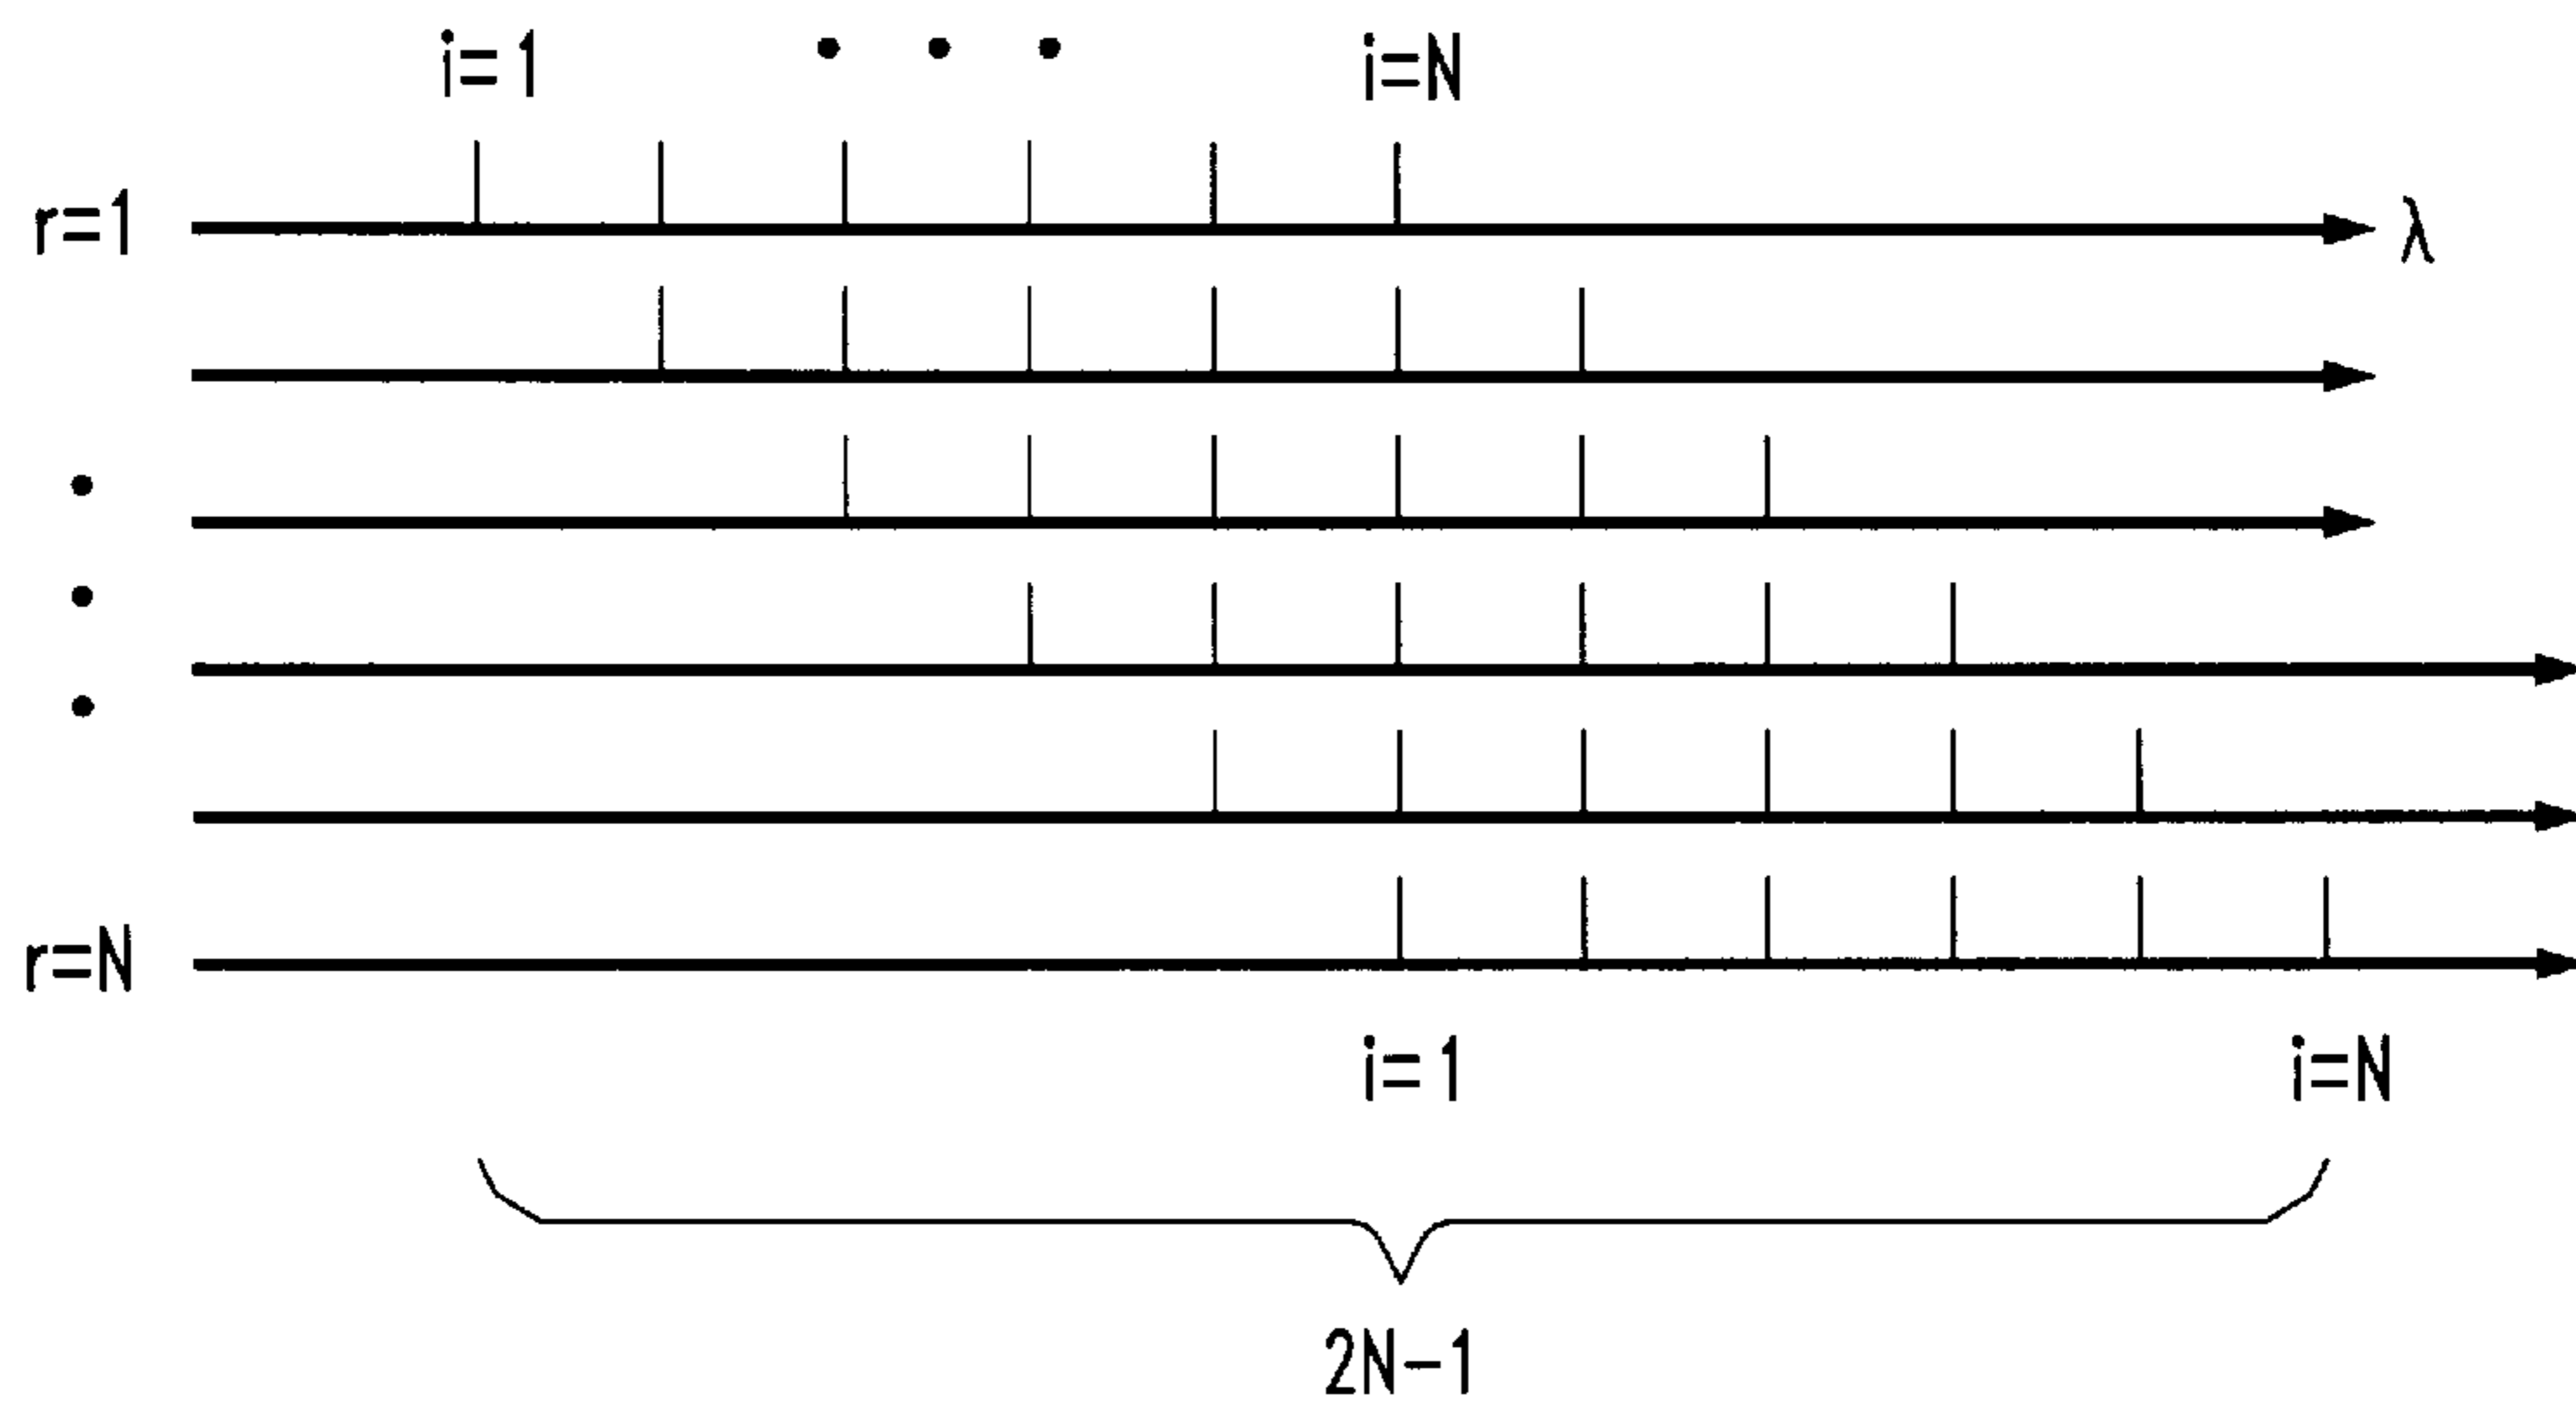 i=1 • • • i=N
r=1 λ
r=N
i=1 i=N
2N-1